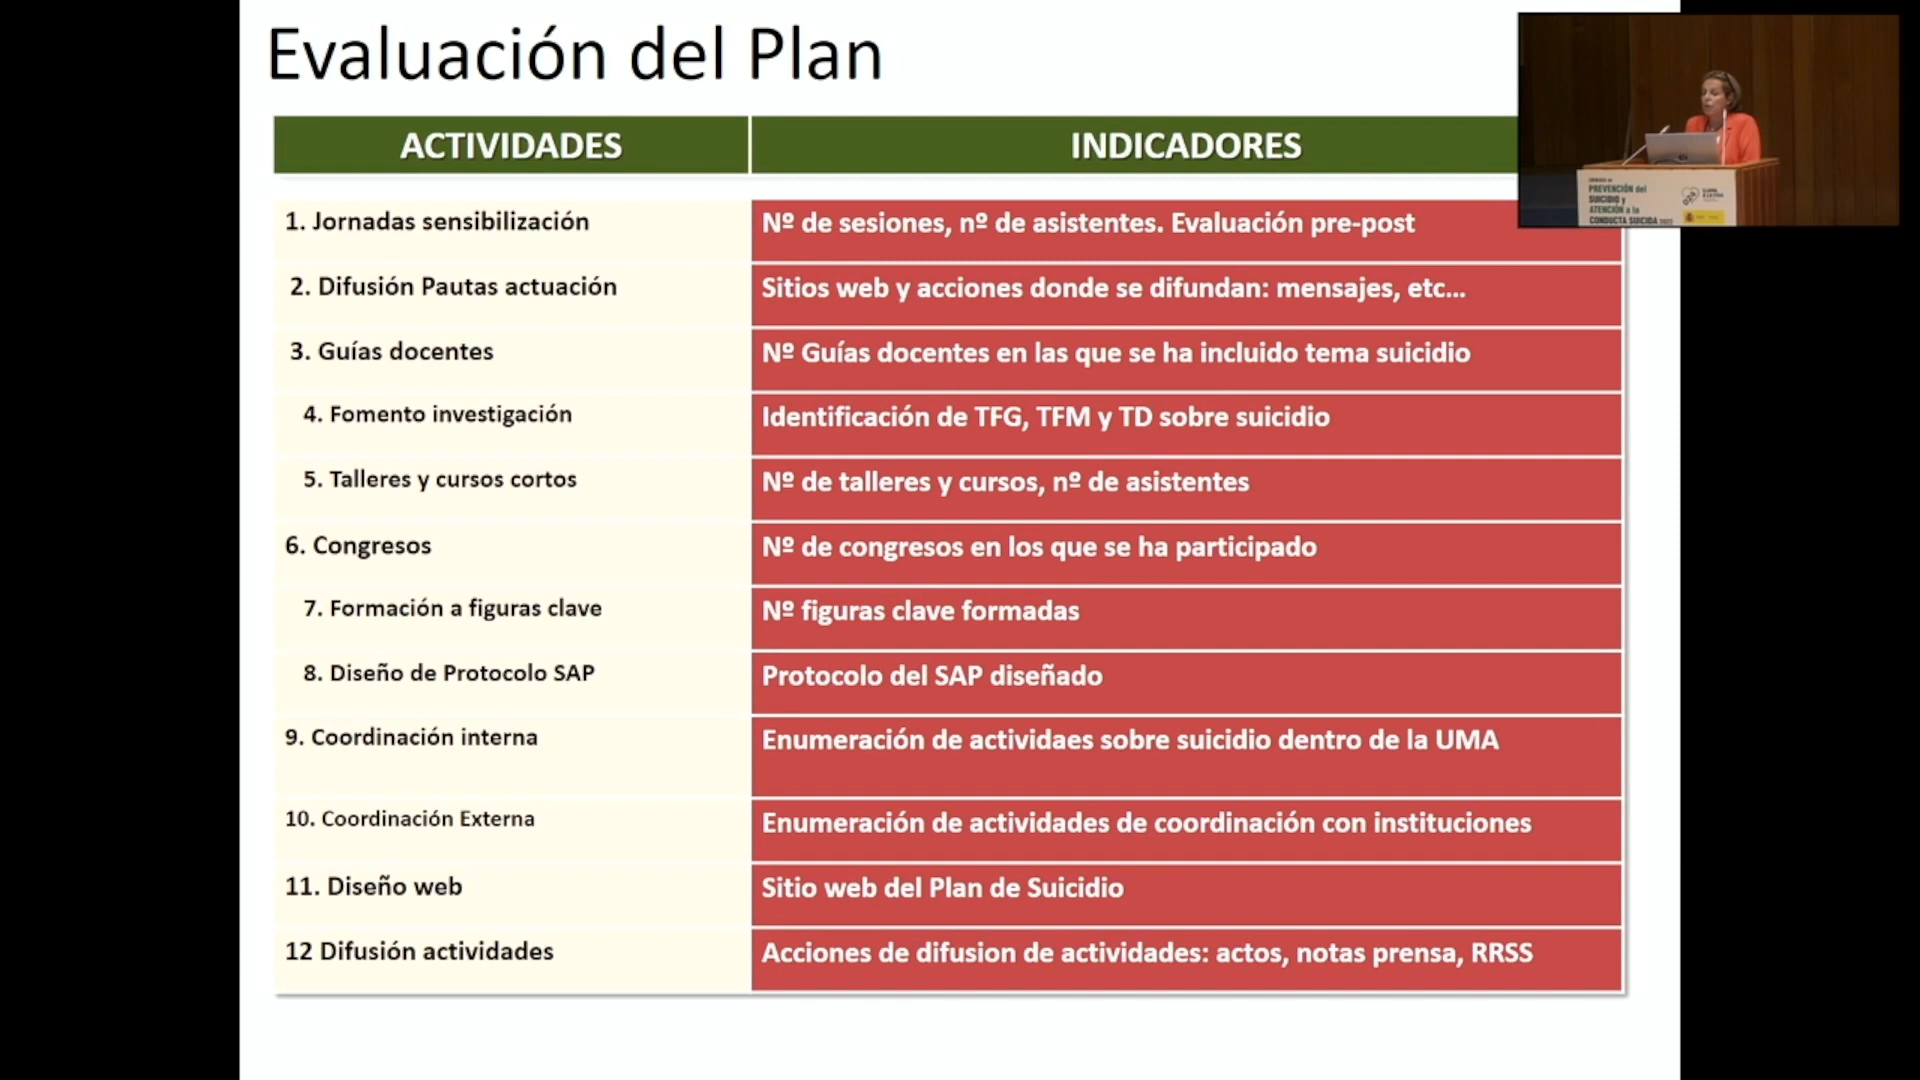 Evaluación del Plan
ACTIVIDADES
INDICADORES
1. Jornadas sensibilización
Nº de sesiones, nº de asistentes. Evaluación pre-post
2. Difusión Pautas actuación
Sitios web y acciones donde se difundan: mensajes, etc...
3. Guías docentes
Nº Guías docentes en las que se ha incluido tema suicidio
4. Fomento investigación
Identificación de TFG, TFM y TD sobre suicidio
5. Talleres y cursos cortos
Nº de talleres y cursos, nº de asistentes
6. Congresos
Nº de congresos en los que se ha participado
7. Formación a figuras clave
Nº figuras clave formadas
8. Diseño de Protocolo SAP
Protocolo del SAP diseñado
9. Coordinación interna
Enumeración de actividaes sobre suicidio dentro de la UMA
10. Coordinación Externa
Enumeración de actividades de coordinación con instituciones
11. Diseño web
Sitio web del Plan de Suicidio
12 Difusión actividades
Acciones de difusion de actividades: actos, notas prensa, RRSS
PREVENCIÓN del
SUICIDIO y
ATENCIÓN a la
CONDUCTA SUICIDA